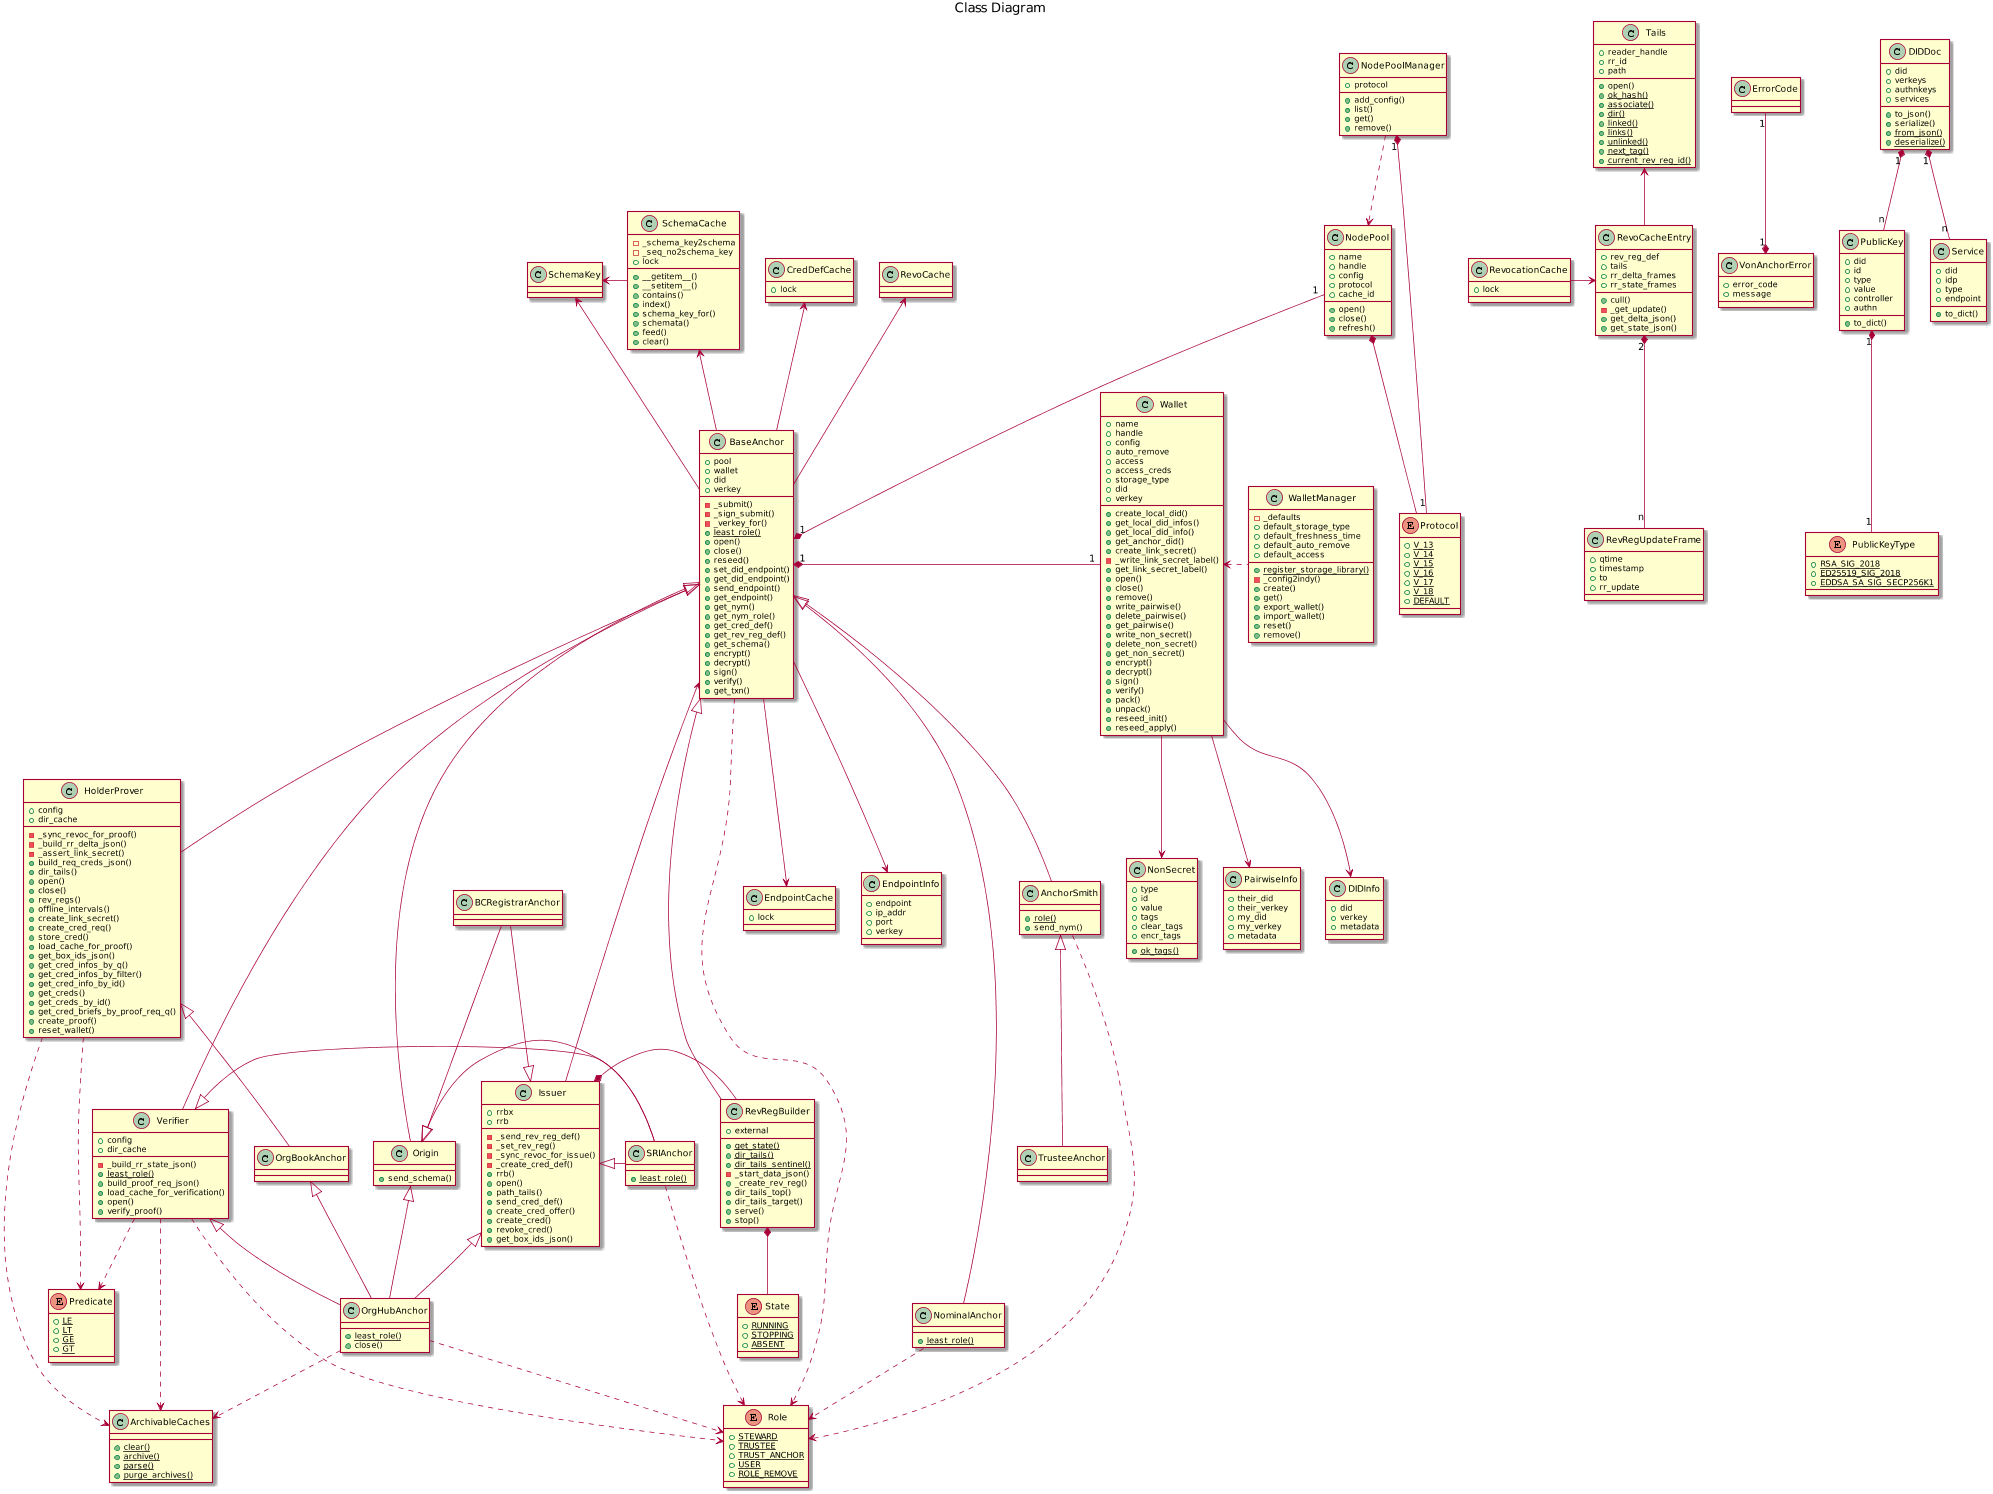 Class Diagram
C Tails
reader_handle
rr_id
path
open()
ok_hash()
associate()
dir()
linked()
links()
unlinked()
next_tag()
current_rev_req_id()
C DIDDoc
did
verkeys
authnkeys
services
to_json()
serialize()
from_json()
deserialize()
1
1
C NodePoolManager
protocol
add_config()
list()
get()
remove()
1
C ErrorCode
1
C SchemaCache
_schema_key2schema
_seq_no2schema_key
lock
__getitem__()
__setitem__()
contains()
index()
schema_key_for()
schemata()
feed()
clear()
C SchemaKey
C CredDefCache
lock
C RevoCache
C NodePool
name
handle
config
protocol
cache_id
open()
close()
refresh()
1
C RevocationCache
lock
C RevoCacheEntry
rev_reg_def
tails
rr_delta_frames
rr_state_frames
cull()
_get_update()
get_delta_json()
get_state_json()
2
1
C VonAnchorError
error_code
message
n
C PublicKey
did
id
type
value
controller
authn
to_dict()
1
n
C Service
did
idp
type
endpoint
to_dict()
C BaseAnchor
pool
wallet
did
verkey
_submit()
_sign_submit()
_verkey_for()
least_role()
open()
close()
reseed()
set_did_endpoint()
get_did_endpoint()
send_endpoint()
get_endpoint()
get_nym()
get_nym_role()
get_cred_def()
get_rev_reg_def()
get_schema()
encrypt()
decrypt()
sign()
verify()
get_txn()
1
1
1
C Wallet
name
handle
config
auto_remove
access
access_creds
storage_type
did
verkey
create_local_did()
get_local_did_infos()
get_local_did_info()
get_anchor_did()
create_link_secret()
_write_link_secret_label()
get_link_secret_label()
open()
close()
remove()
write_pairwise()
delete_pairwise()
get_pairwise()
write_non_secret()
delete_non_secret()
get_non_secret()
encrypt()
decrypt()
sign()
verify()
pack()
unpack()
reseed_init()
reseed_apply()
C WalletManager
_defaults
default_storage_type
default_freshness_time
default_auto_remove
default_access
register_storage_library()
_config2indy()
create()
get()
export_wallet()
import_wallet()
reset()
remove()
1
E Protocol
V_13
V_14
V_15
V_16
V_17
V_18
DEFAULT
n
C RevRegUpdateFrame
qtime
timestamp
to
rr_update
1
E PublicKeyType
RSA_SIG_2018
ED25519_SIG_2018
EDDSA_SA_SIG_SECP256K1
C HolderProver
config
dir_cache
_sync_revoc_for_proof()
_build_rr_delta_json()
_assert_link_secret()
build_req_creds_json()
dir_tails()
open()
close()
rev_regs()
offline_intervals()
create_link_secret()
create_cred_req()
store_cred()
load_cache_for_proof()
get_box_ids_json()
get_cred_infos_by_q()
get_cred_infos_by_filter()
get_cred_info_by_id()
get_creds()
get_creds_by_id()
get_cred_briefs_by_proof_req_q()
create_proof()
reset_wallet()
C BCRegistrarAnchor
C EndpointCache
lock
C EndpointInfo
endpoint
ip_addr
port
verkey
C AnchorSmith
role()
send_nym()
C NonSecret
type
id
value
tags
clear_tags
encr_tags
ok_tags()
C PairwiseInfo
their_did
their_verkey
my_did
my_verkey
metadata
C DIDInfo
did
verkey
metadata
C Verifier
config
dir_cache
_build_rr_state_json()
least_role()
build_proof_req_json()
load_cache_for_verification()
open()
verify_proof()
C OrgBookAnchor
C Origin
send_schema()
C Issuer
rrbx
rrb
_send_rev_reg_def()
_set_rev_reg()
_sync_revoc_for_issue()
_create_cred_def()
rrb()
open()
path_tails()
send_cred_def()
create_cred_offer()
create_cred()
revoke_cred()
get_box_ids_json()
C SRIAnchor
least_role()
C RevRegBuilder
external
get_state()
dir_tails()
dir_tails_sentinel()
_start_data_json()
_create_rev_reg()
dir_tails_top()
dir_tails_target()
serve()
stop()
C TrusteeAnchor
E Predicate
LE
LT
GE
GT
C OrgHubAnchor
least_role()
close()
E State
RUNNING
STOPPING
ABSENT
C NominalAnchor
least_role()
C ArchivableCaches
clear()
archive()
parse()
purge_archives()
E Role
STEWARD
TRUSTEE
TRUST_ANCHOR
USER
ROLE_REMOVE